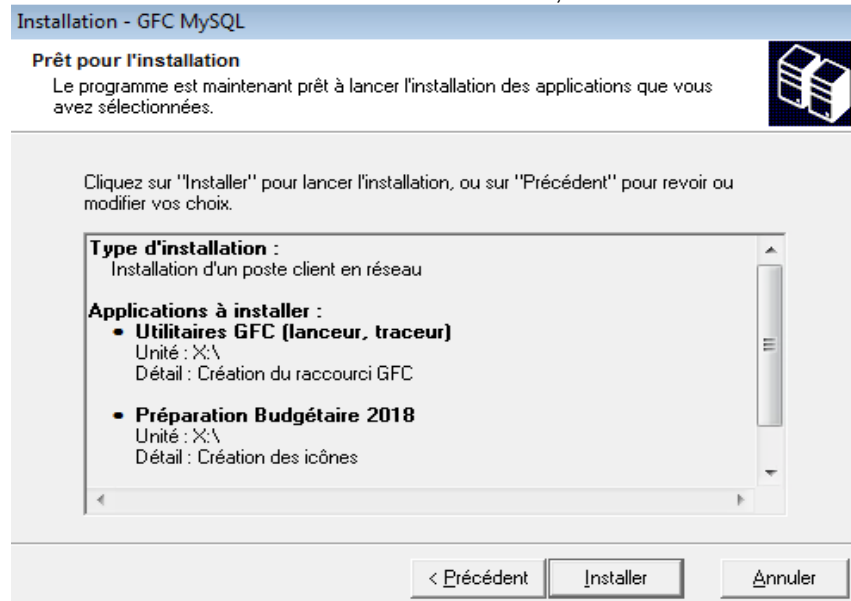 Installation - GFC MySQL
Prêt pour l'installation
Le programme est maintenant prêt à lancer l'installation des applications que vous
avez sélectionnées.
Cliquez sur "Installer" pour lancer l'installation, ou sur "Précédent" pour revoir ou
modifier vos choix.
Type d'installation :
Installation d'un poste client en réseau
Applications à installer :
• Utilitaires GFC (lanceur, traceur)
Unité : X:\
Détail : Création du raccourci GFC
• Préparation Budgétaire 2018
Unité : X:\
Détail : Création des icônes
< Précédent
Installer
Annuler